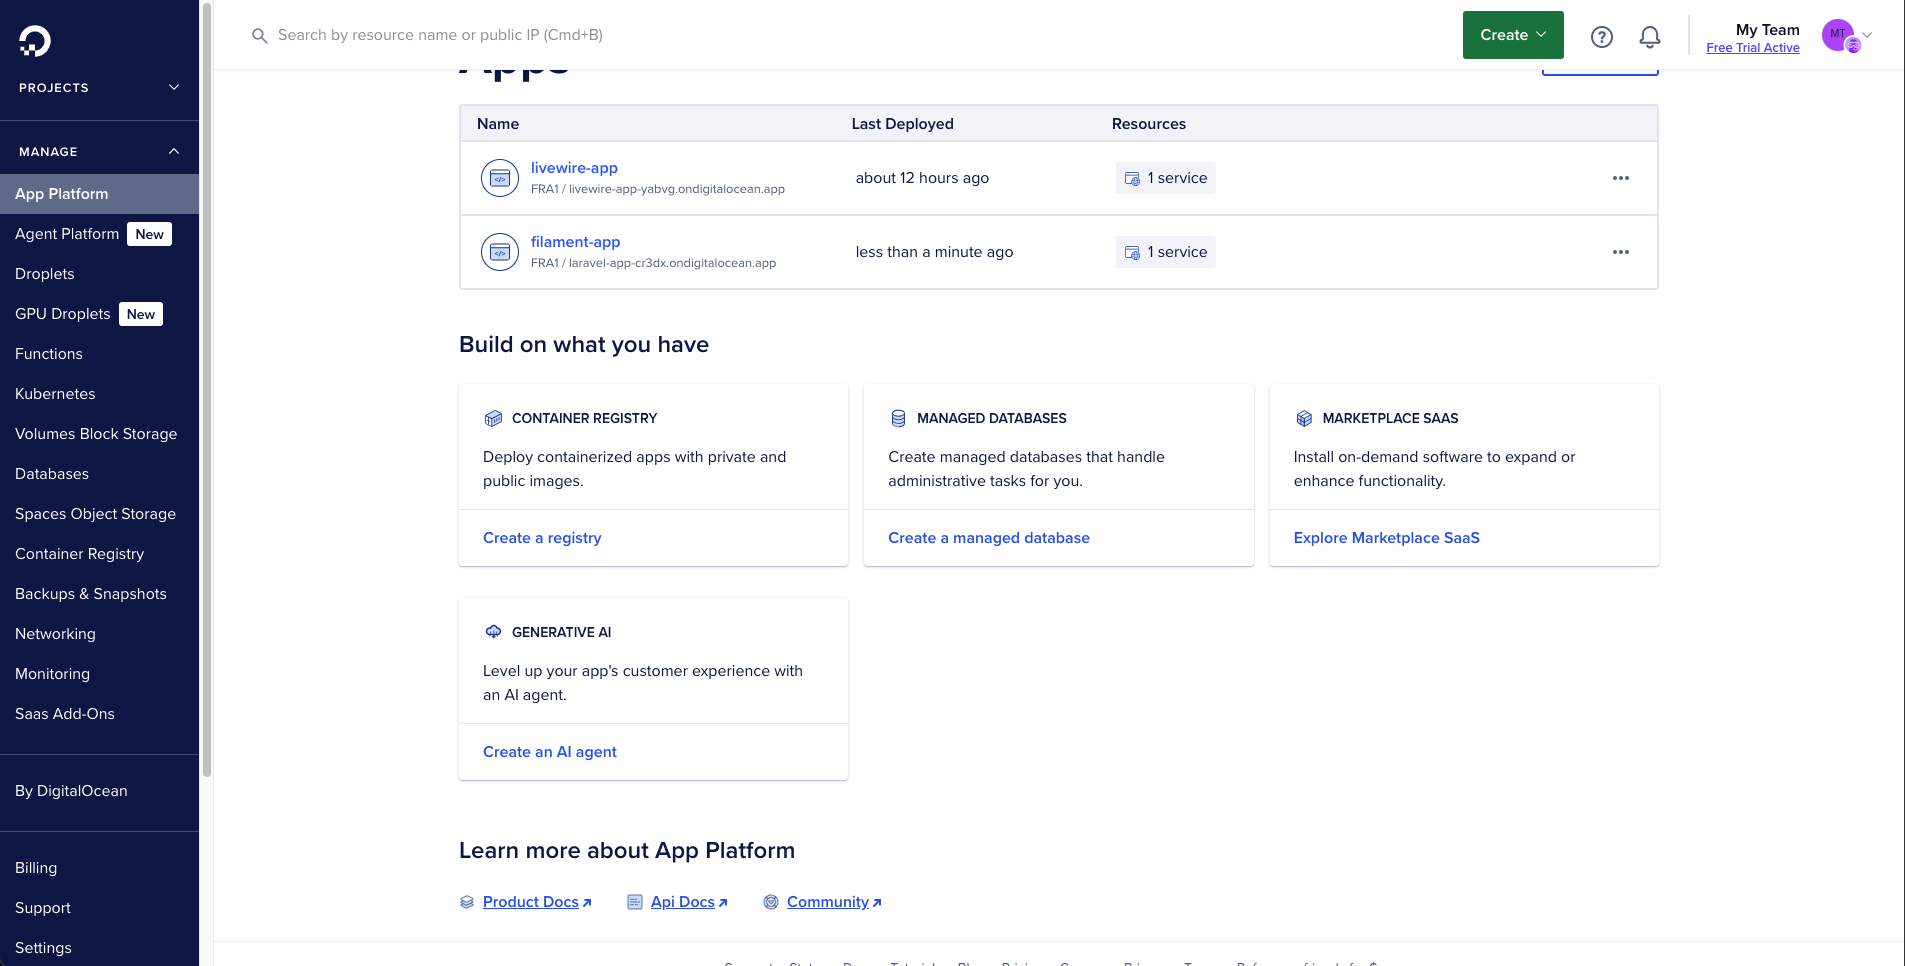 Search by resource name or public IP (Cmd+B)
Create
My Team
Free Trial Active
MT
PROJECTS
MANAGE
App Platform
Agent Platform New
Droplets
GPU Droplets New
Functions
Kubernetes
Volumes Block Storage
Databases
Spaces Object Storage
Container Registry
Backups & Snapshots
Networking
Monitoring
Saas Add-Ons
By DigitalOcean
Billing
Support
Settings
Apps
Name Last Deployed Resources
livewire-app
FRA1 / livewire-app-yabvg.ondigitalocean.app
about 12 hours ago
1 service
filament-app
FRA1 / laravel-app-cr3dx.ondigitalocean.app
less than a minute ago
1 service
Build on what you have
CONTAINER REGISTRY
Deploy containerized apps with private and
public images.
Create a registry
MANAGED DATABASES
Create managed databases that handle
administrative tasks for you.
Create a managed database
MARKETPLACE SAAS
Install on-demand software to expand or
enhance functionality.
Explore Marketplace SaaS
GENERATIVE AI
Level up your app's customer experience with
an AI agent.
Create an AI agent
Learn more about App Platform
Product Docs Api Docs Community